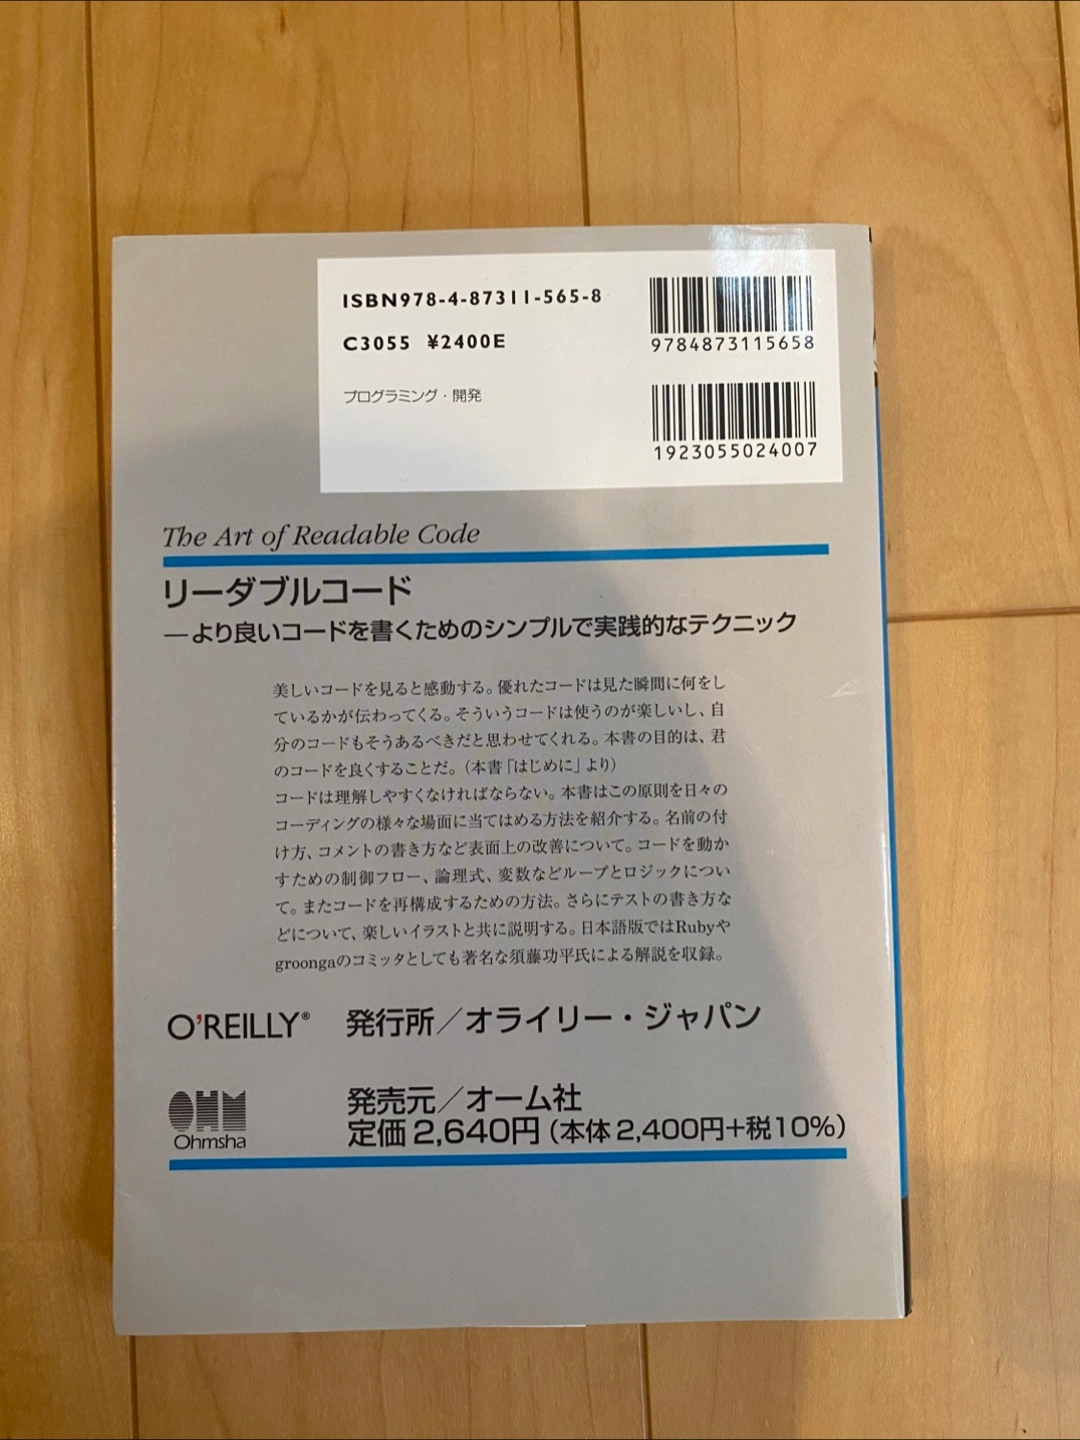 ISBN978-4-87311-565-8
C3055 ¥2400E
プログラミング・開発
9784873115658
1923055024007
The Art of Readable Code
リーダブルコード
―より良いコードを書くためのシンプルで実践的なテクニック
美しいコードを見ると感動する。優れたコードは見た瞬間に何をし
ているかが伝わってくる。そういうコードは使うのが楽しいし、自
分のコードもそうあるべきだと思わせてくれる。本書の目的は、君
のコードを良くすることだ。（本書「はじめに」より）
コードは理解しやすくなければならない。本書はこの原則を日々の
コーディングの様々な場面に当てはめる方法を紹介する。名前の付
け方、コメントの書き方など表面上の改善について。コードを動か
すための制御フロー、論理式、変数などループとロジックについ
て。またコードを再構成するための方法。さらにテストの書き方な
どについて、楽しいイラストと共に説明する。日本語版ではRubyや
groongaのコミッタとしても著名な須藤功平氏による解説を収録。
O'REILLY® 発行所／オライリー・ジャパン
OHM
Ohmsha
発売元／オーム社
定価2,640円（本体2,400円+税10%）